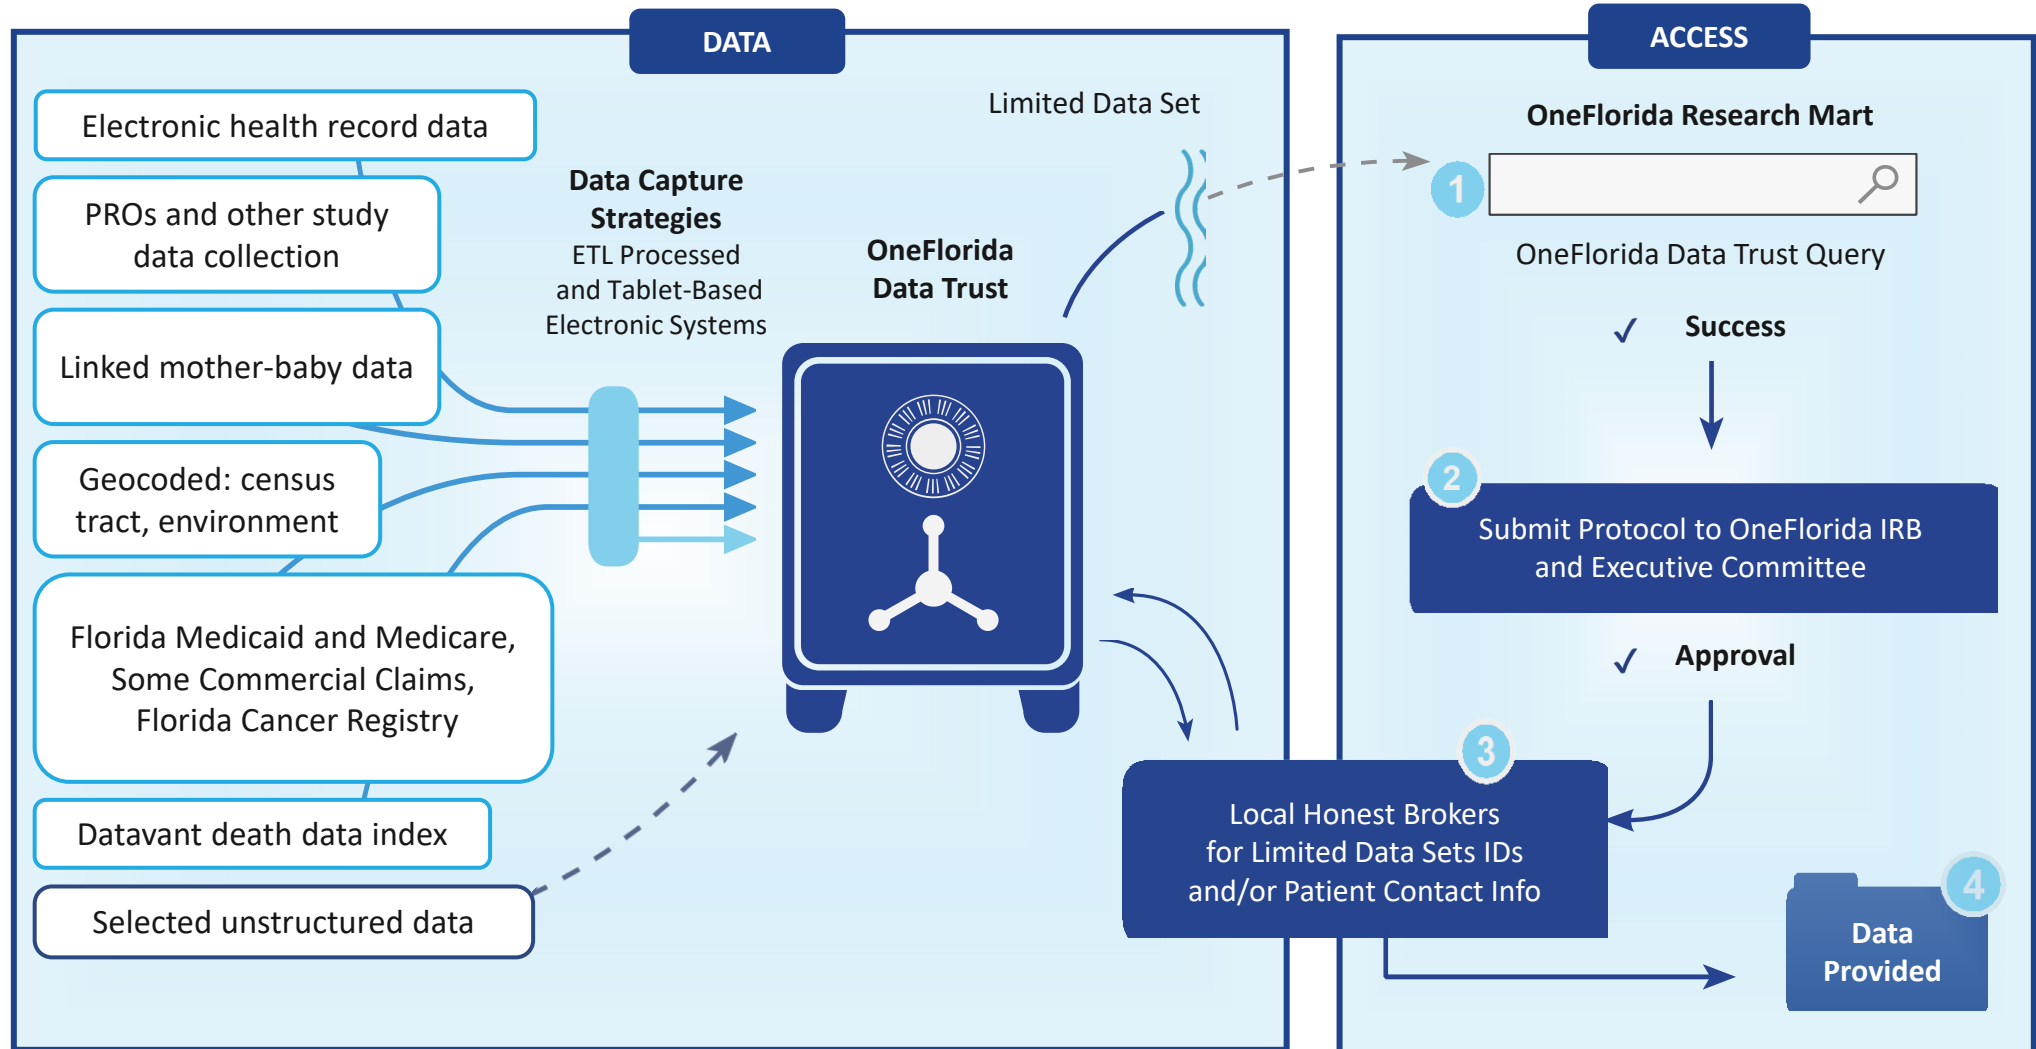 DATA
Electronic health record data
PROs and other study
data collection
Linked mother-baby data
Geocoded: census
tract, environment
Florida Medicaid and Medicare,
Some Commercial Claims,
Florida Cancer Registry
Datavant death data index
Selected unstructured data
Data Capture
Strategies
ETL Processed
and Tablet-Based
Electronic Systems
OneFlorida
Data Trust
Limited Data Set
ACCESS
OneFlorida Research Mart
1
OneFlorida Data Trust Query
✓ Success
2
Submit Protocol to OneFlorida IRB
and Executive Committee
✓ Approval
3
Local Honest Brokers
for Limited Data Sets IDs
and/or Patient Contact Info
4
Data
Provided